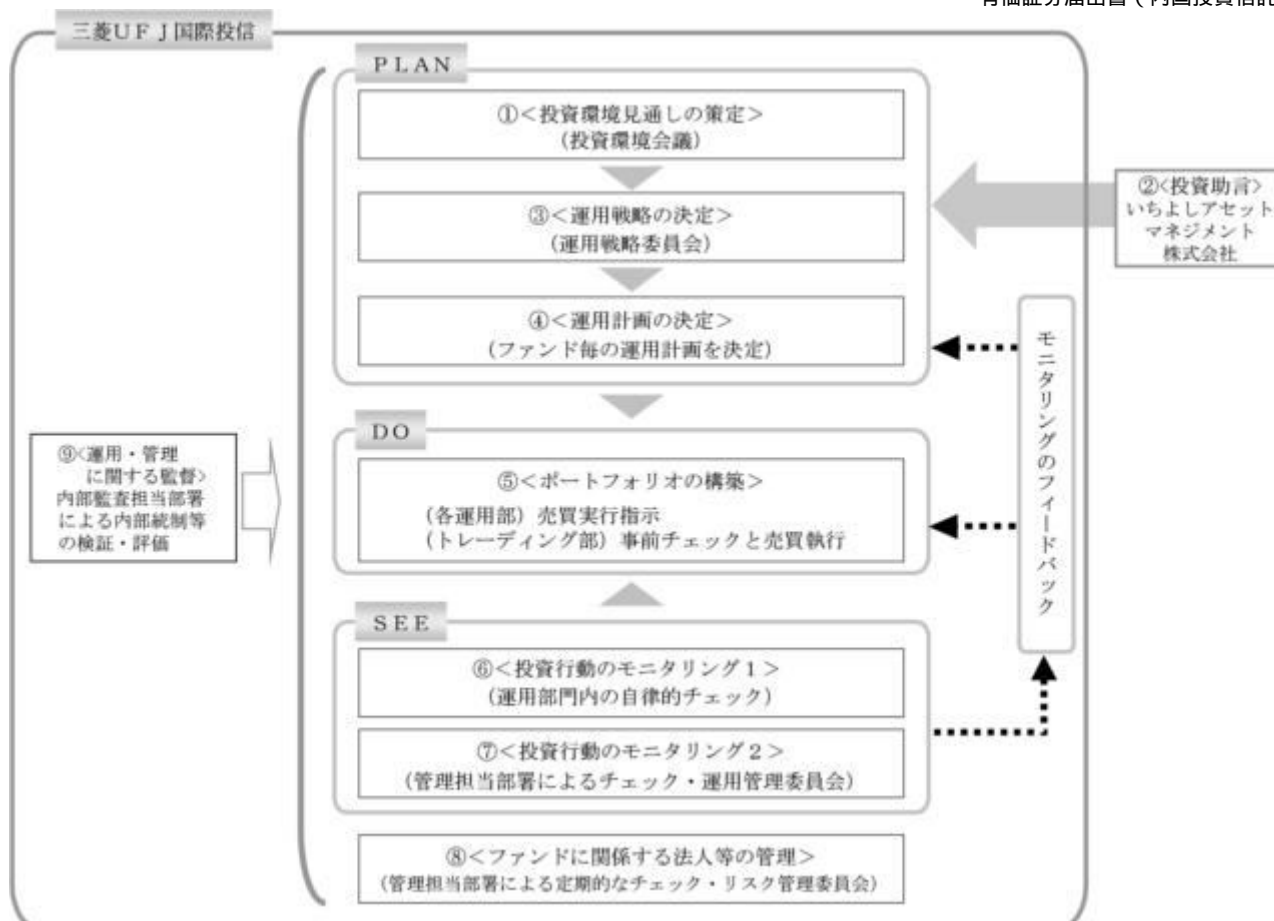 三菱ＵＦＪ国際投信
ＰＬＡＮ
①＜投資環境見通しの策定＞
（投資環境会議）
②＜投資助言＞
いちよしアセット
マネジメント
株式会社
③＜運用戦略の決定＞
（運用戦略委員会）
④＜運用計画の決定＞
（ファンド毎の運用計画を決定）
モニタリングのフィードバック
ＤＯ
⑤＜ポートフォリオの構築＞
（各運用部）売買実行指示
（トレーディング部）事前チェックと売買執行
⑨＜運用・管理
に関する監督＞
内部監査担当部署
による内部統制等
の検証・評価
ＳＥＥ
⑥＜投資行動のモニタリング１＞
（運用部門内の自律的チェック）
⑦＜投資行動のモニタリング２＞
（管理担当部署によるチェック・運用管理委員会）
⑧＜ファンドに関係する法人等の管理＞
（管理担当部署による定期的なチェック・リスク管理委員会）